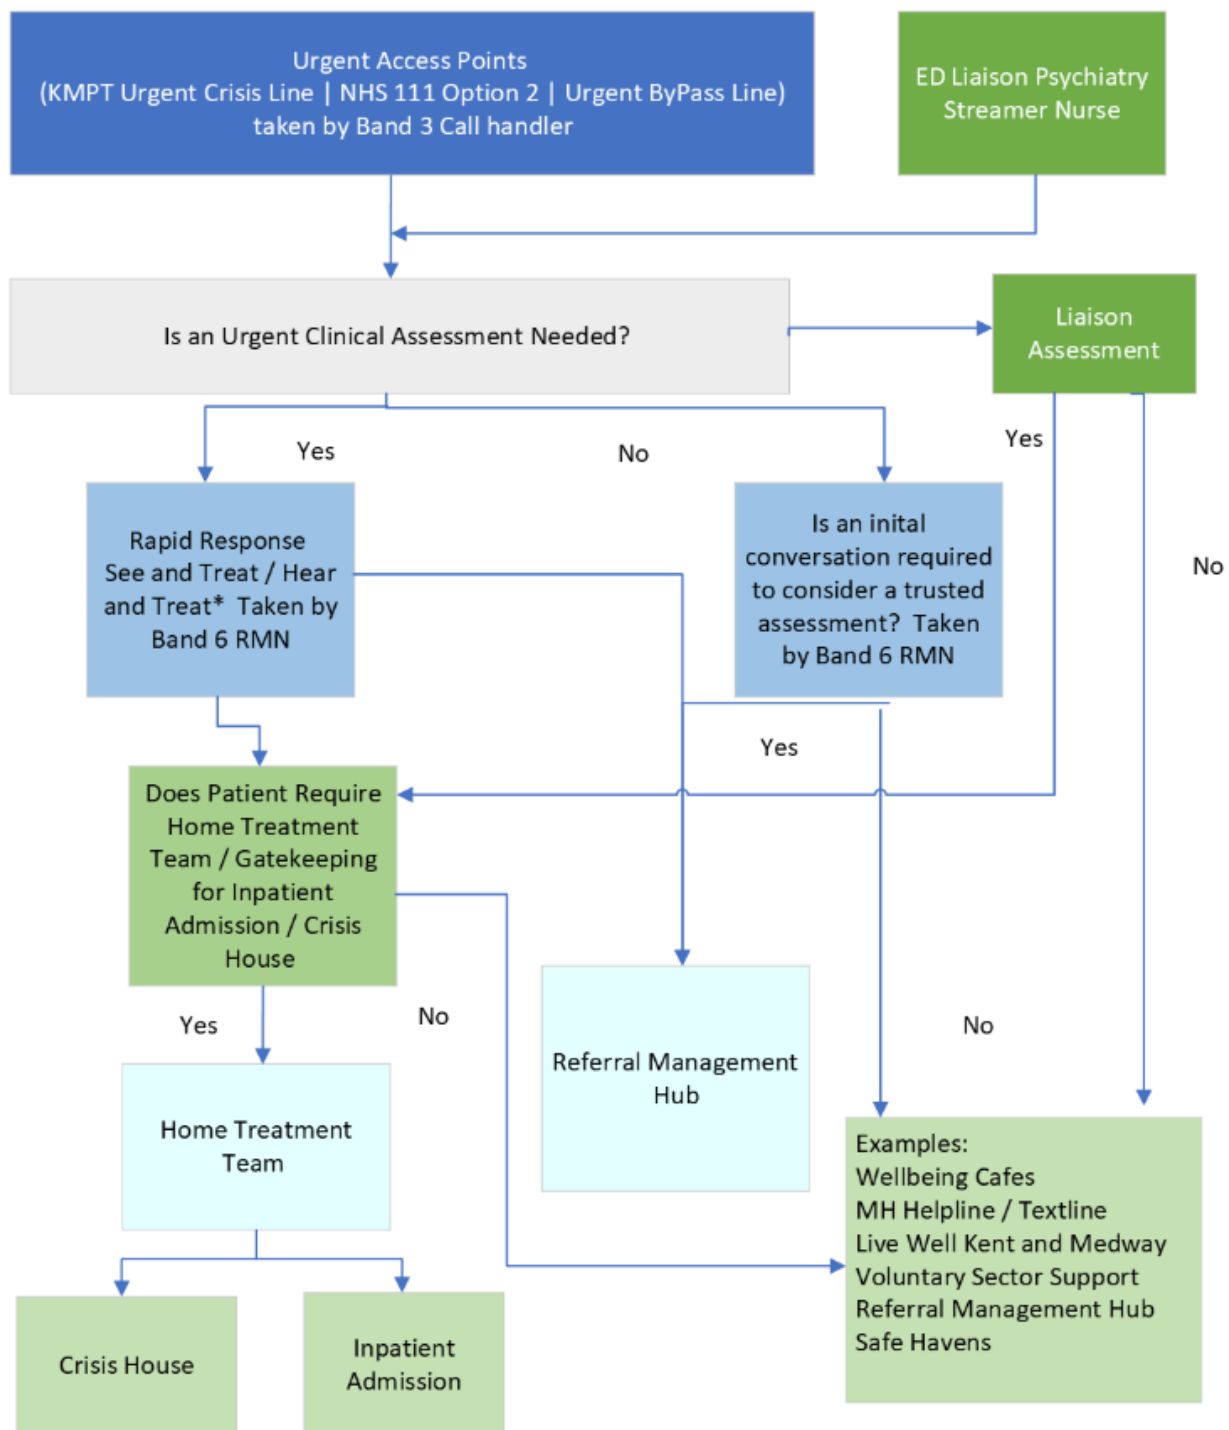 Urgent Access Points
(KMPT Urgent Crisis Line | NHS 111 Option 2 | Urgent ByPass Line)
taken by Band 3 Call handler
ED Liaison Psychiatry
Streamer Nurse
Is an Urgent Clinical Assessment Needed?
Liaison
Assessment
Yes
No
Yes
Rapid Response
See and Treat / Hear
and Treat* Taken by
Band 6 RMN
Is an inital
conversation required
to consider a trusted
assessment? Taken
by Band 6 RMN
No
Yes
Does Patient Require
Home Treatment
Team / Gatekeeping
for Inpatient
Admission / Crisis
House
Yes
No
No
Referral Management
Hub
Home Treatment
Team
Examples:
Wellbeing Cafes
MH Helpline / Textline
Live Well Kent and Medway
Voluntary Sector Support
Referral Management Hub
Safe Havens
Crisis House
Inpatient
Admission